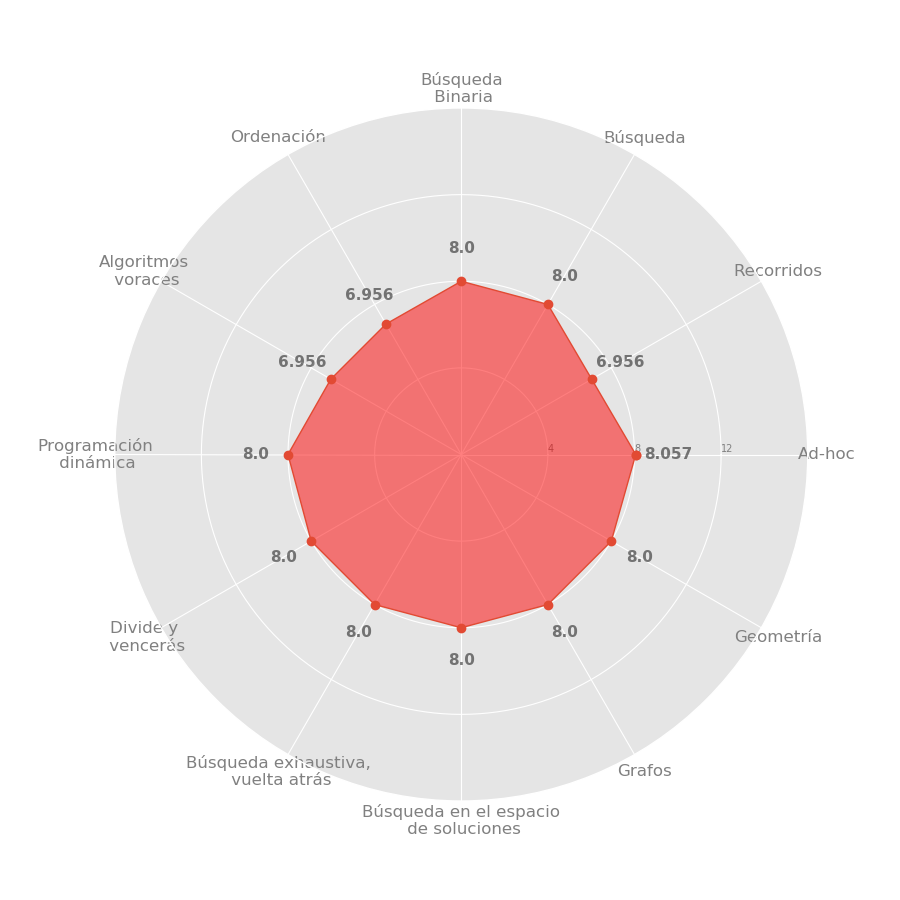 Búsqueda
Binaria
Ordenación
Búsqueda
8.0
Algoritmos
voraces
Recorridos
8.0
6.956
6.956
6.956
Programación
dinámica
8.0
4
8
12
8.057
Ad-hoc
8.0
8.0
Divide y
vencerás
Geometría
8.0
8.0
8.0
Búsqueda exhaustiva,
vuelta atrás
Grafos
Búsqueda en el espacio
de soluciones